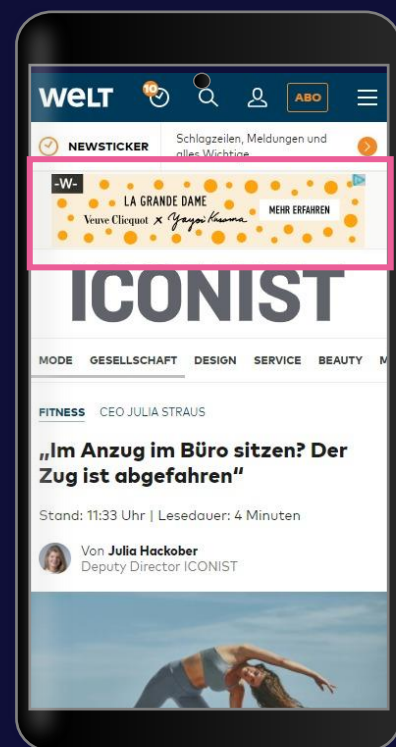 WELT
10
ABO
NEWSTICKER
Schlagzeilen, Meldungen und
alles Wichtige
-W-
LA GRANDE DAME
Veuve Clicquot x Yayoi Kusama
MEHR ERFAHREN
ICONIST
MODE GESELLSCHAFT DESIGN SERVICE BEAUTY M
FITNESS CEO JULIA STRAUS
„Im Anzug im Büro sitzen? Der
Zug ist abgefahren“
Stand: 11:33 Uhr | Lesedauer: 4 Minuten
Von Julia Hackober
Deputy Director ICONIST